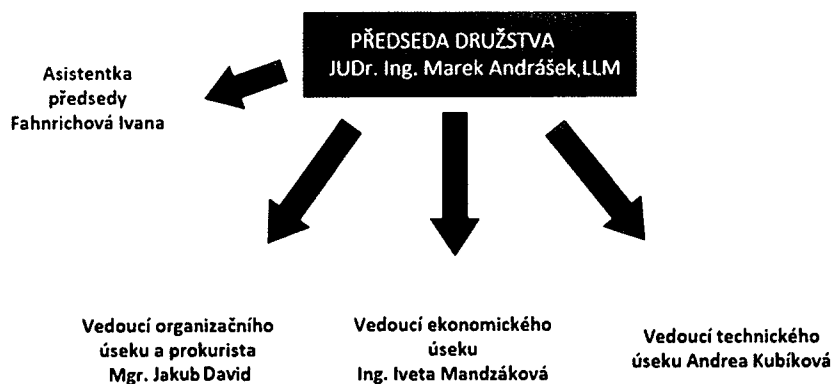 PŘEDSEDA DRUŽSTVA
JUDr. Ing. Marek Andrášek,LLM
Asistentka
předsedy
Fahnrichová Ivana
Vedoucí organizačního
úseku a prokurista
Mgr. Jakub David
Vedoucí ekonomického
úseku
Ing. Iveta Mandzáková
Vedoucí technického
úseku Andrea Kubíková